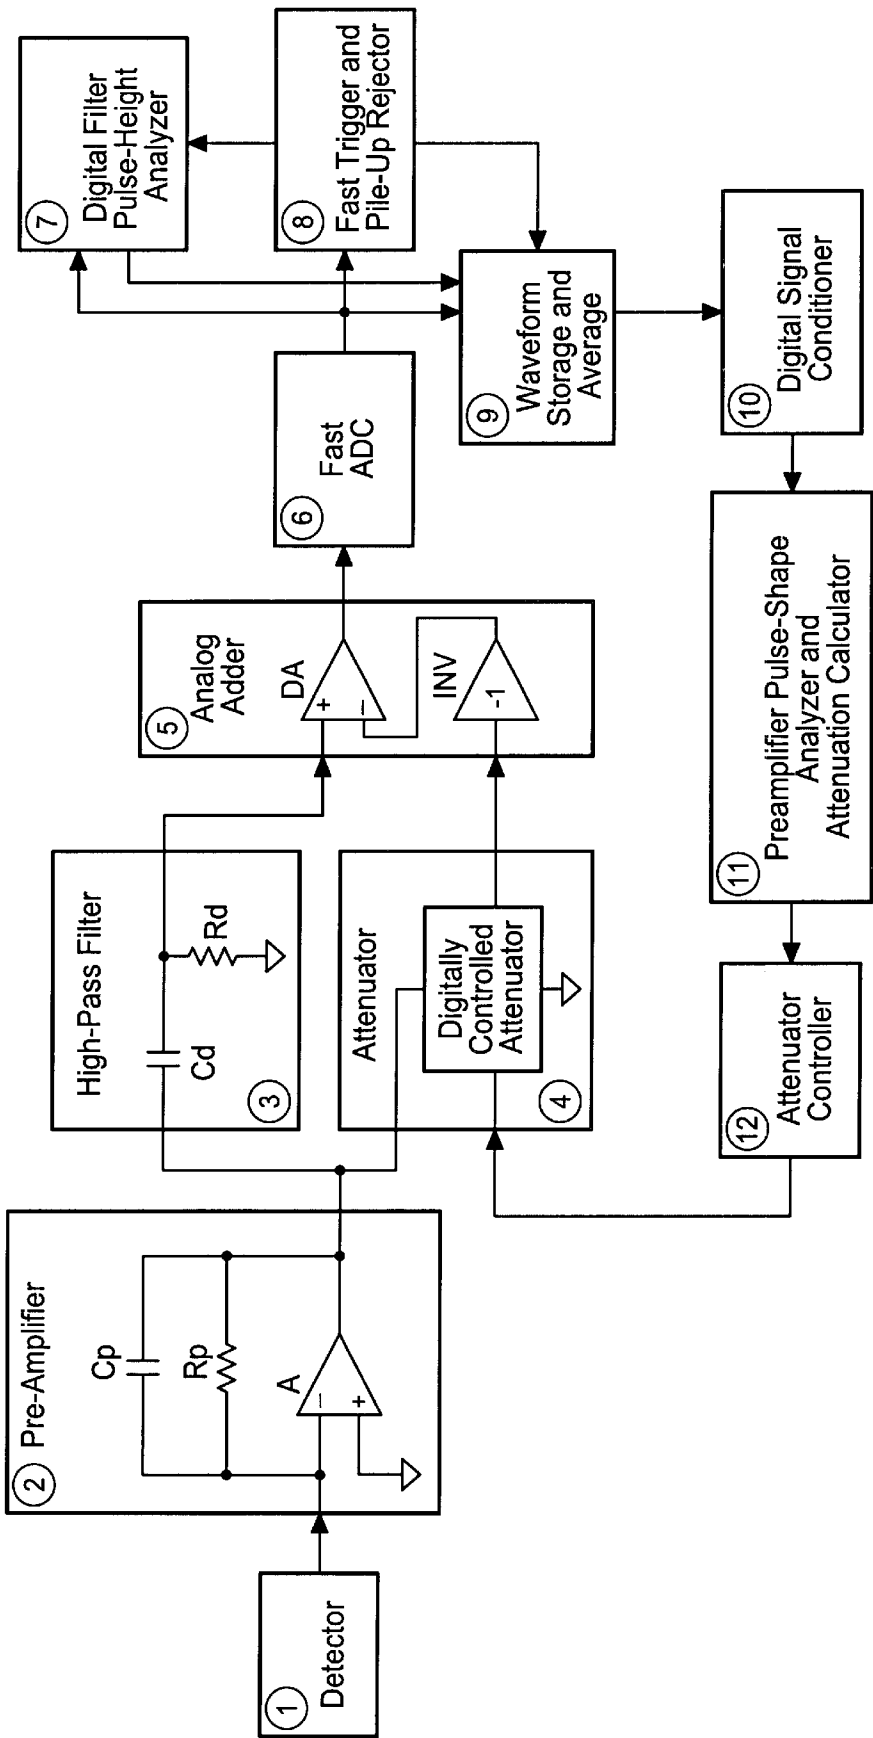 1
Detector
2
Pre-Amplifier
Cp
Rp
A
−
+
3
High-Pass Filter
Cd
Rd
4
Attenuator
Digitally
Controlled
Attenuator
5
Analog
Adder
DA
+
−
INV
-1
6
Fast
ADC
7
Digital Filter
Pulse-Height
Analyzer
8
Fast Trigger and
Pile-Up Rejector
9
Waveform
Storage and
Average
10
Digital Signal
Conditioner
11
Preamplifier Pulse-Shape
Analyzer and
Attenuation Calculator
12
Attenuator
Controller